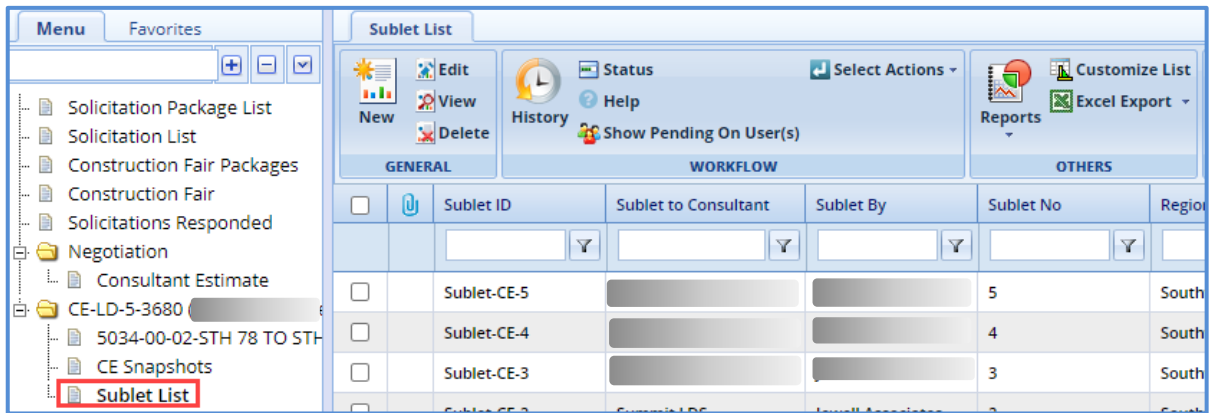 Menu Favorites
Solicitation Package List
Solicitation List
Construction Fair Packages
Construction Fair
Solicitations Responded
Negotiation
Consultant Estimate
CE-LD-5-3680 (
5034-00-02-STH 78 TO STH
CE Snapshots
Sublet List
Sublet List
New
Edit
View
Delete
GENERAL
History
Status
Help
Show Pending On User(s)
Select Actions
WORKFLOW
Reports
Customize List
Excel Export
OTHERS
Sublet ID Sublet to Consultant Sublet By Sublet No Region
Sublet-CE-5 5 South
Sublet-CE-4 4 South
Sublet-CE-3 3 South